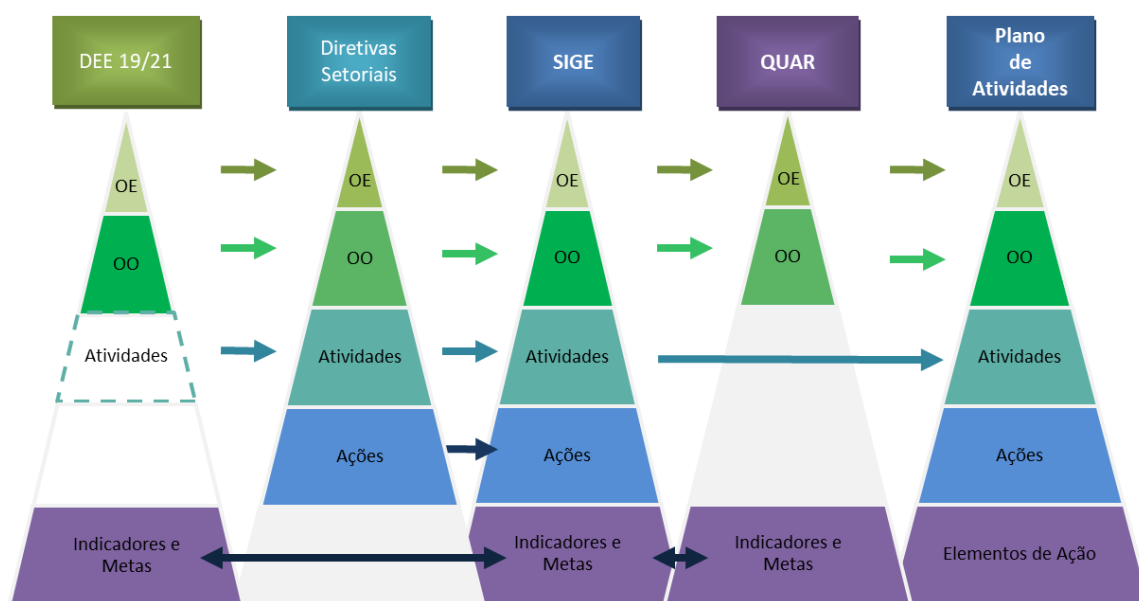 DEE 19/21
Diretivas
Setoriais
SIGE
QUAR
Plano
de
Atividades
OE
OE
OE
OE
OE
OO
OO
OO
OO
OO
Atividades
Atividades
Atividades
Atividades
Ações
Ações
Ações
Indicadores e
Metas
Indicadores e
Metas
Indicadores e
Metas
Elementos de Ação